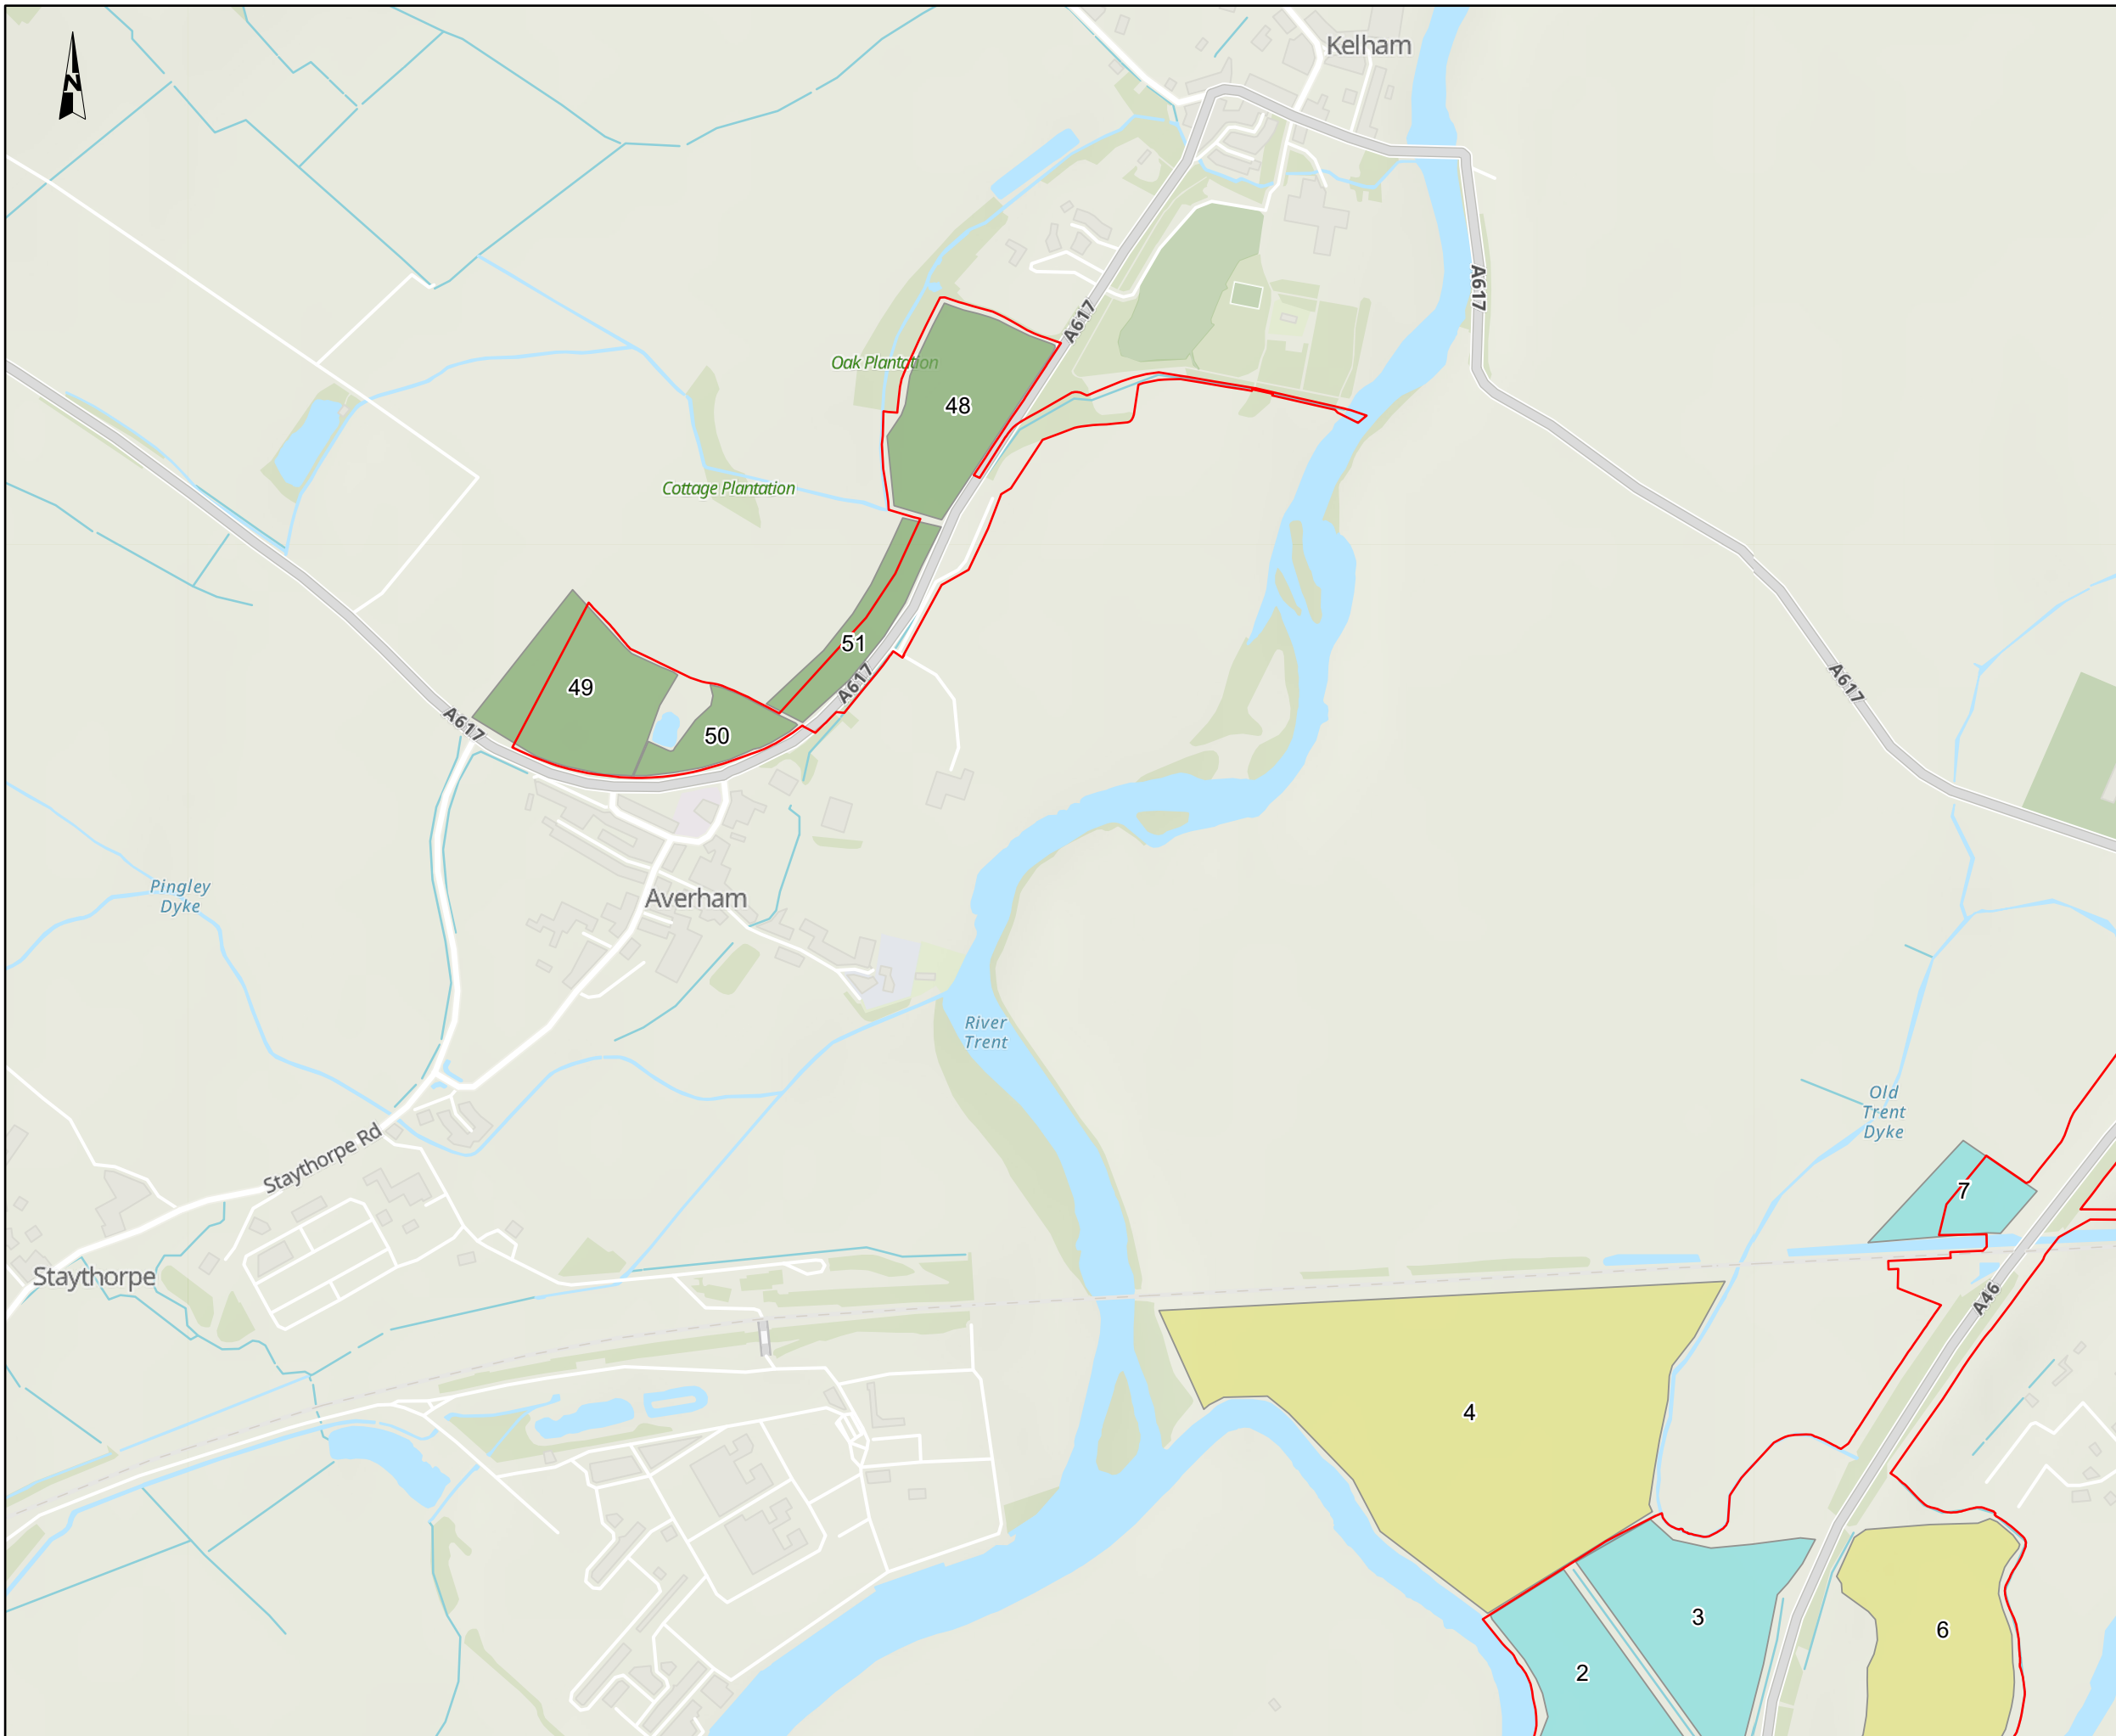 N
Kelham
A617
A617
Oak Plantation
48
Cottage Plantation
51
49
A617
A617
50
A617
Pingley
Dyke
Averham
River
Trent
Old
Trent
Dyke
Staythorpe Rd
7
Staythorpe
A46
4
3
6
2